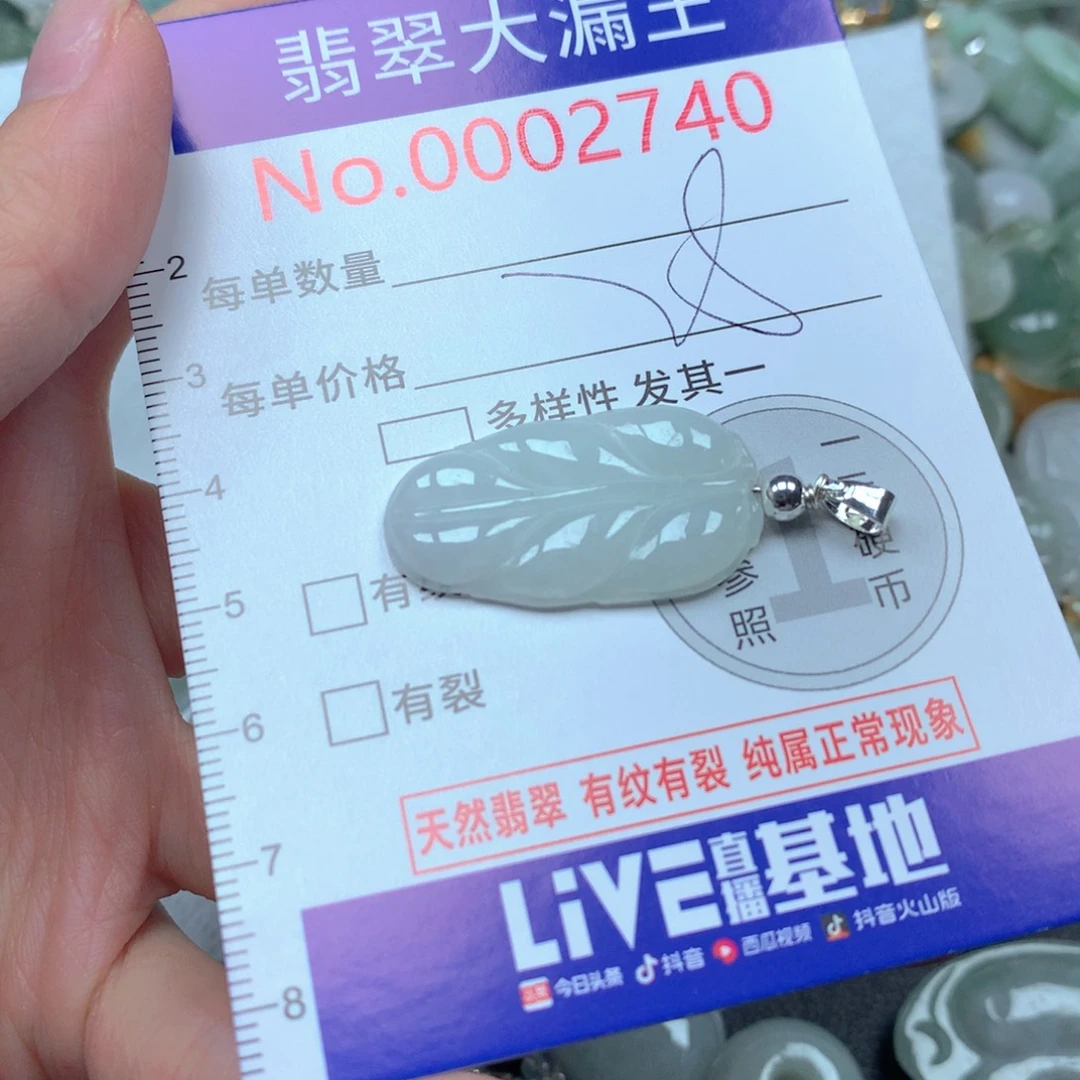 翡翠大漏王
No.0002740
2
每单数量
3
每单价格
多样性 发其一
4
一元硬币
参照
1
5
有纹
6
有裂
天然翡翠 有纹有裂 纯属正常现象
7
LiVE直播基地
今日头条 抖音 西瓜视频 抖音火山版
8